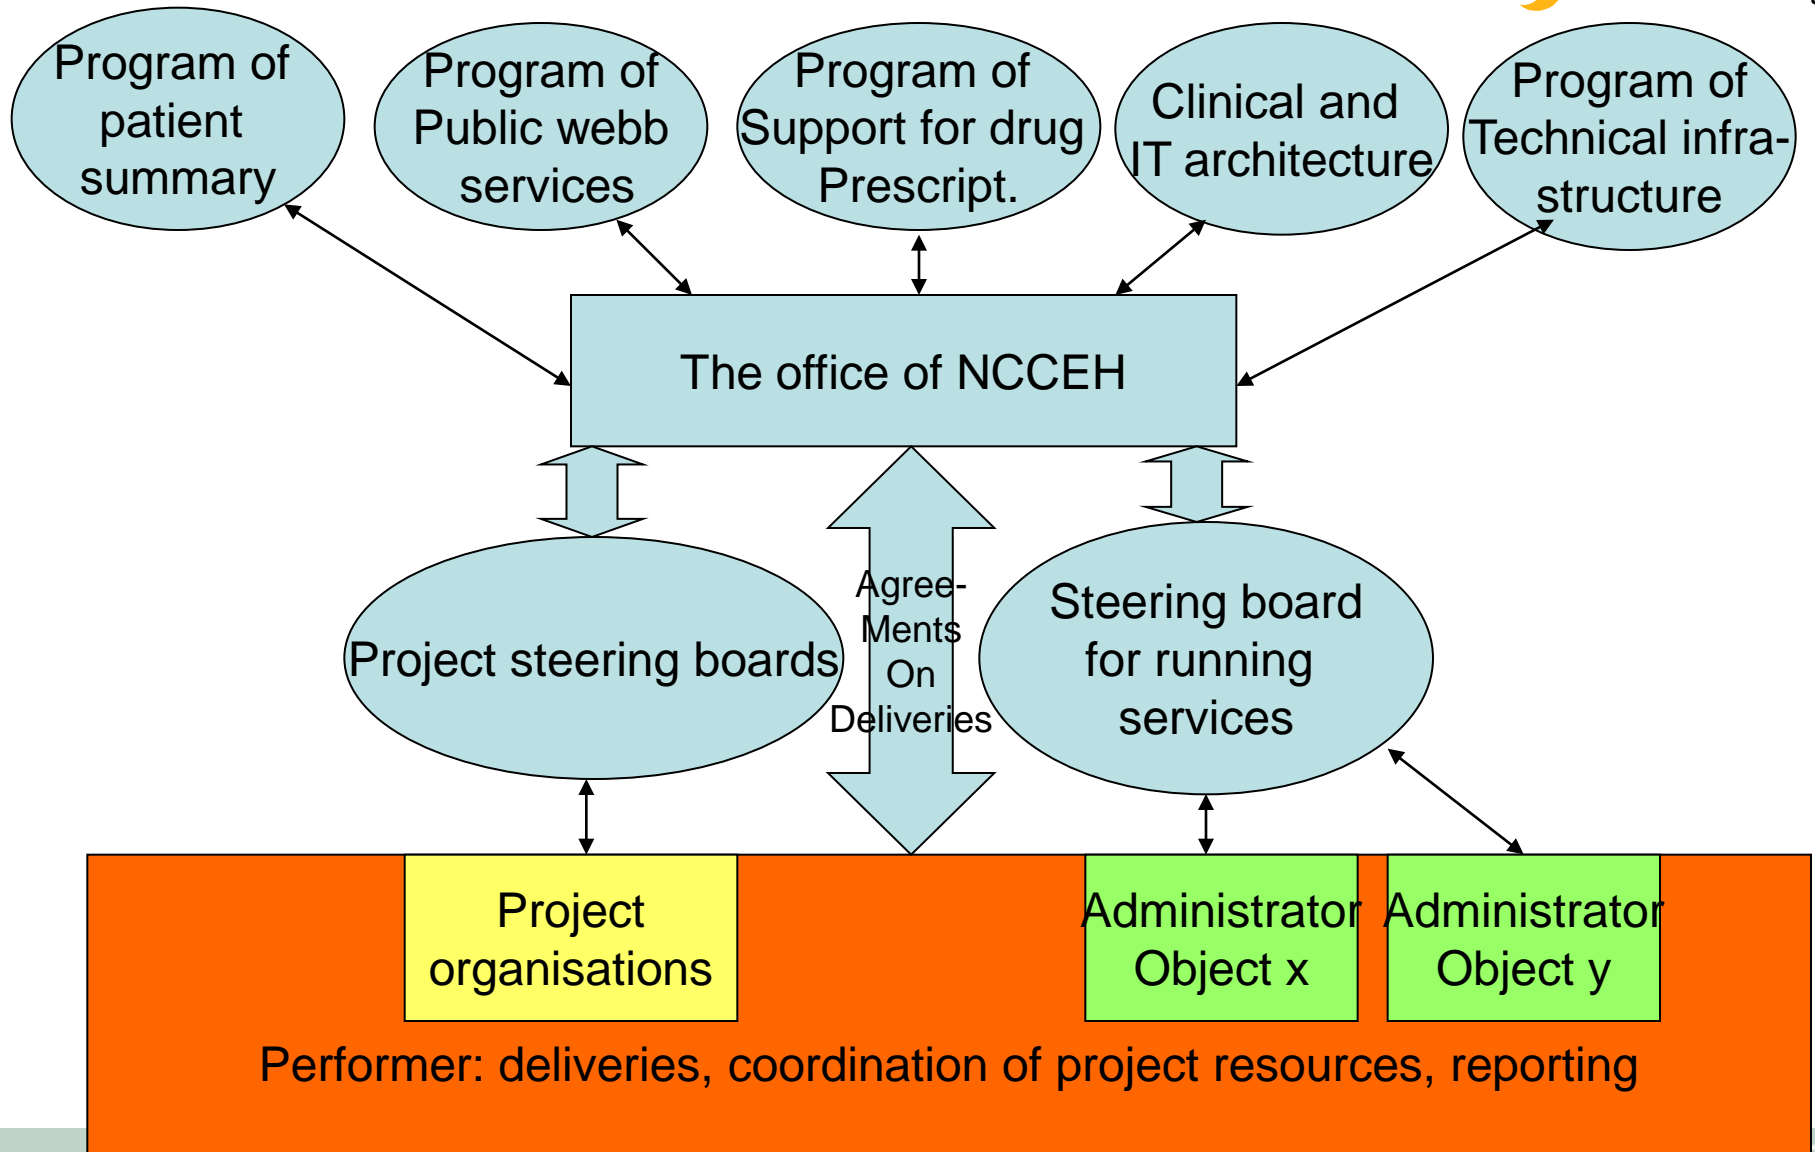 Program of
patient
summary
Program of
Public webb
services
Program of
Support for drug
Prescript.
Clinical and
IT architecture
Program of
Technical infra-
structure
The office of NCCEH
Project steering boards
Agree-
Ments
On
Deliveries
Steering board
for running
services
Project
organisations
Administrator
Object x
Administrator
Object y
Performer: deliveries, coordination of project resources, reporting